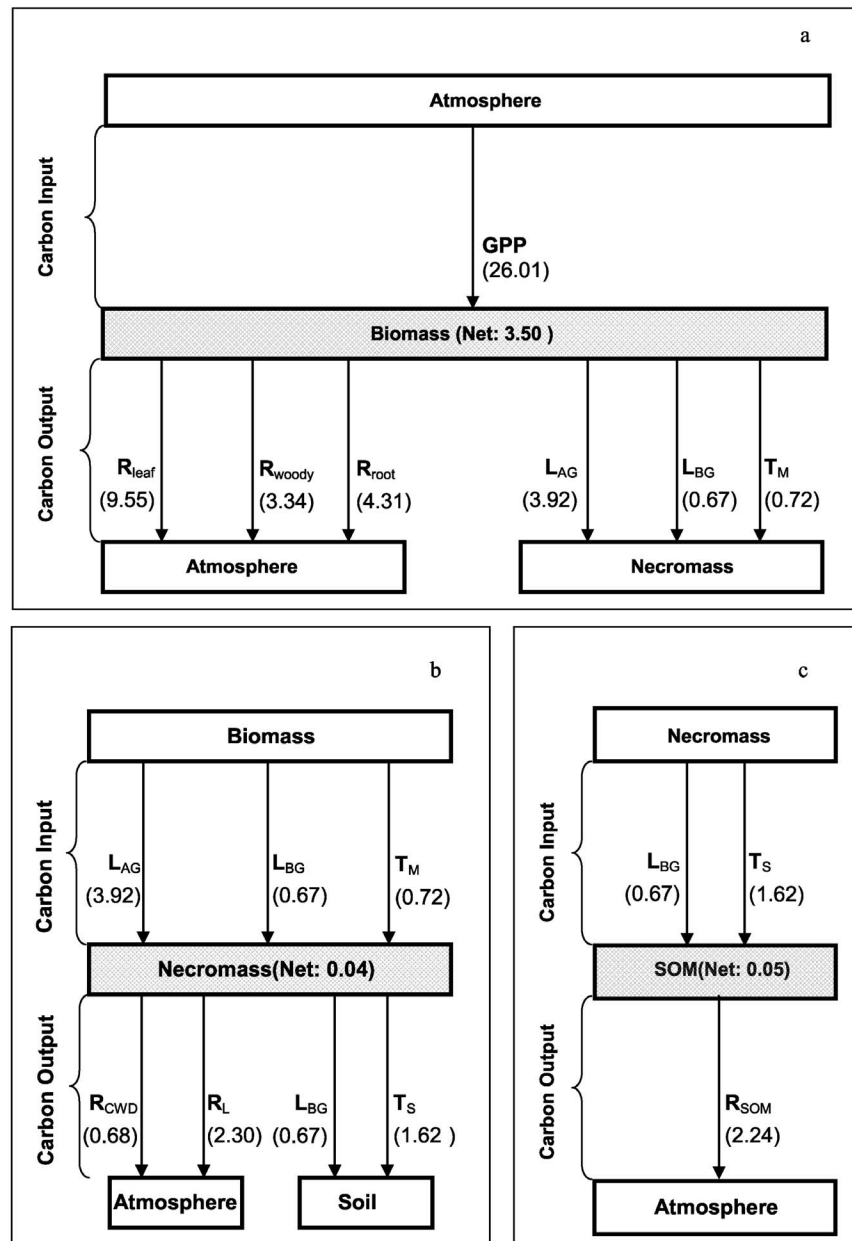 a
Atmosphere
Carbon Input
GPP
(26.01)
Biomass (Net: 3.50 )
Carbon Output
Rleaf
(9.55)
Rwoody
(3.34)
Rroot
(4.31)
LAG
(3.92)
LBG
(0.67)
TM
(0.72)
Atmosphere
Necromass
b
Biomass
Carbon Input
LAG
(3.92)
LBG
(0.67)
TM
(0.72)
Necromass(Net: 0.04)
Carbon Output
RCWD
(0.68)
RL
(2.30)
LBG
(0.67)
TS
(1.62 )
Atmosphere
Soil
c
Necromass
Carbon Input
LBG
(0.67)
TS
(1.62)
SOM(Net: 0.05)
Carbon Output
RSOM
(2.24)
Atmosphere